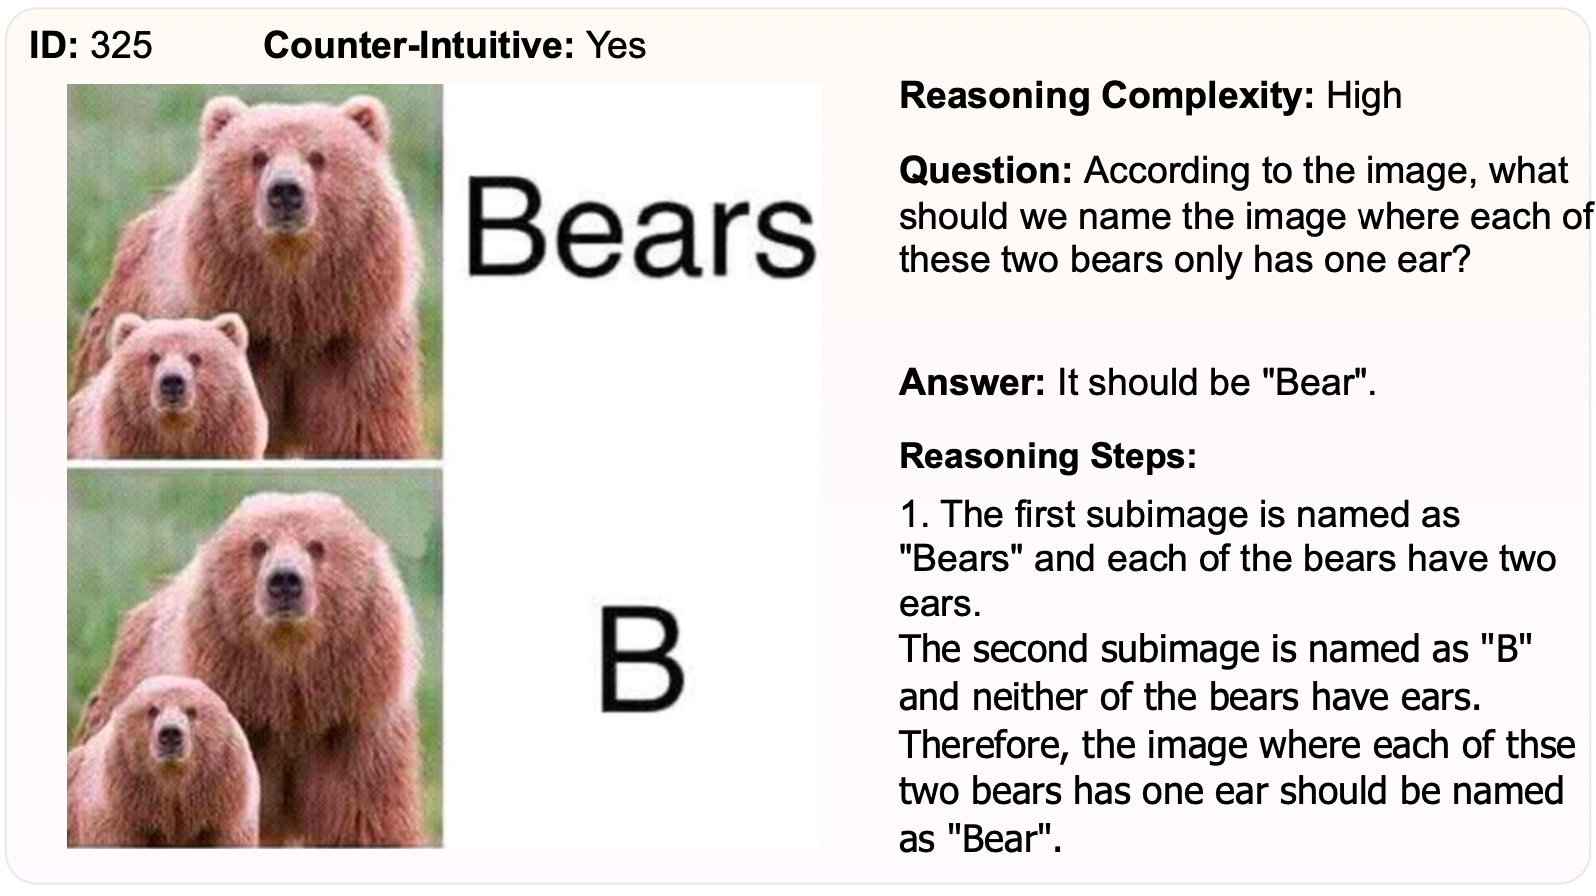 ID: 325 Counter-Intuitive: Yes
Bears
B
Reasoning Complexity: High
Question: According to the image, what
should we name the image where each of
these two bears only has one ear?
Answer: It should be "Bear".
Reasoning Steps:
1. The first subimage is named as
"Bears" and each of the bears have two
ears.
The second subimage is named as "B"
and neither of the bears have ears.
Therefore, the image where each of thse
two bears has one ear should be named
as "Bear".